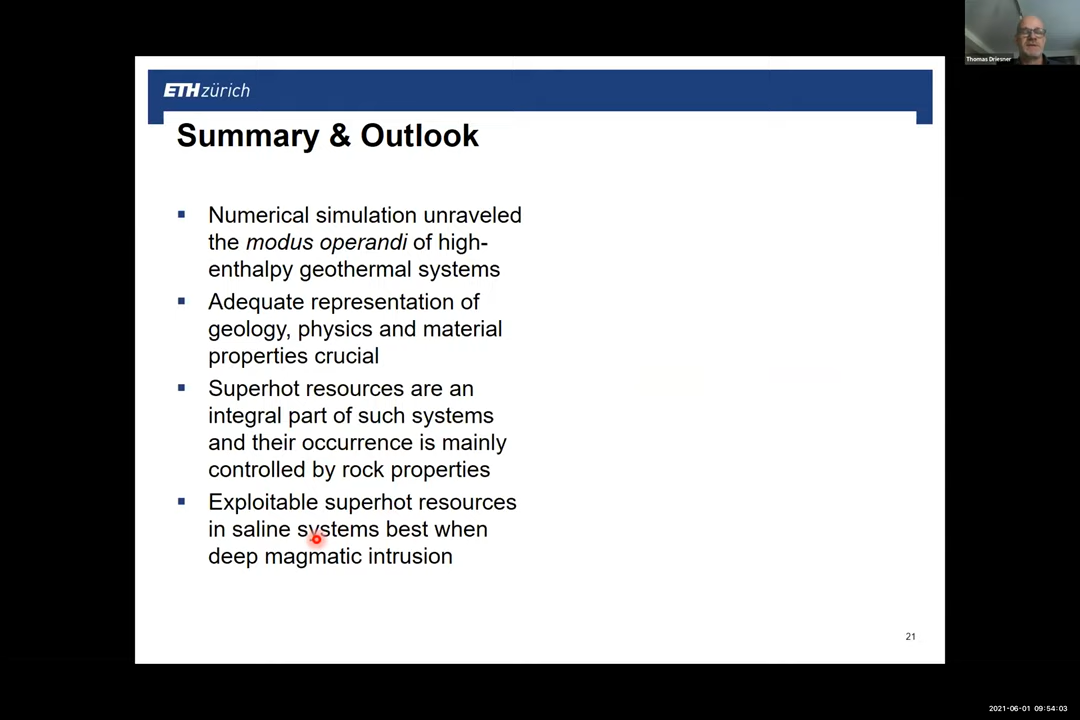 Thomas Driesner
ETH zürich
Summary & Outlook
Numerical simulation unraveled
the modus operandi of high-
enthalpy geothermal systems
Adequate representation of
geology, physics and material
properties crucial
Superhot resources are an
integral part of such systems
and their occurrence is mainly
controlled by rock properties
Exploitable superhot resources
in saline systems best when
deep magmatic intrusion
21
2021-06-01 09:54:03